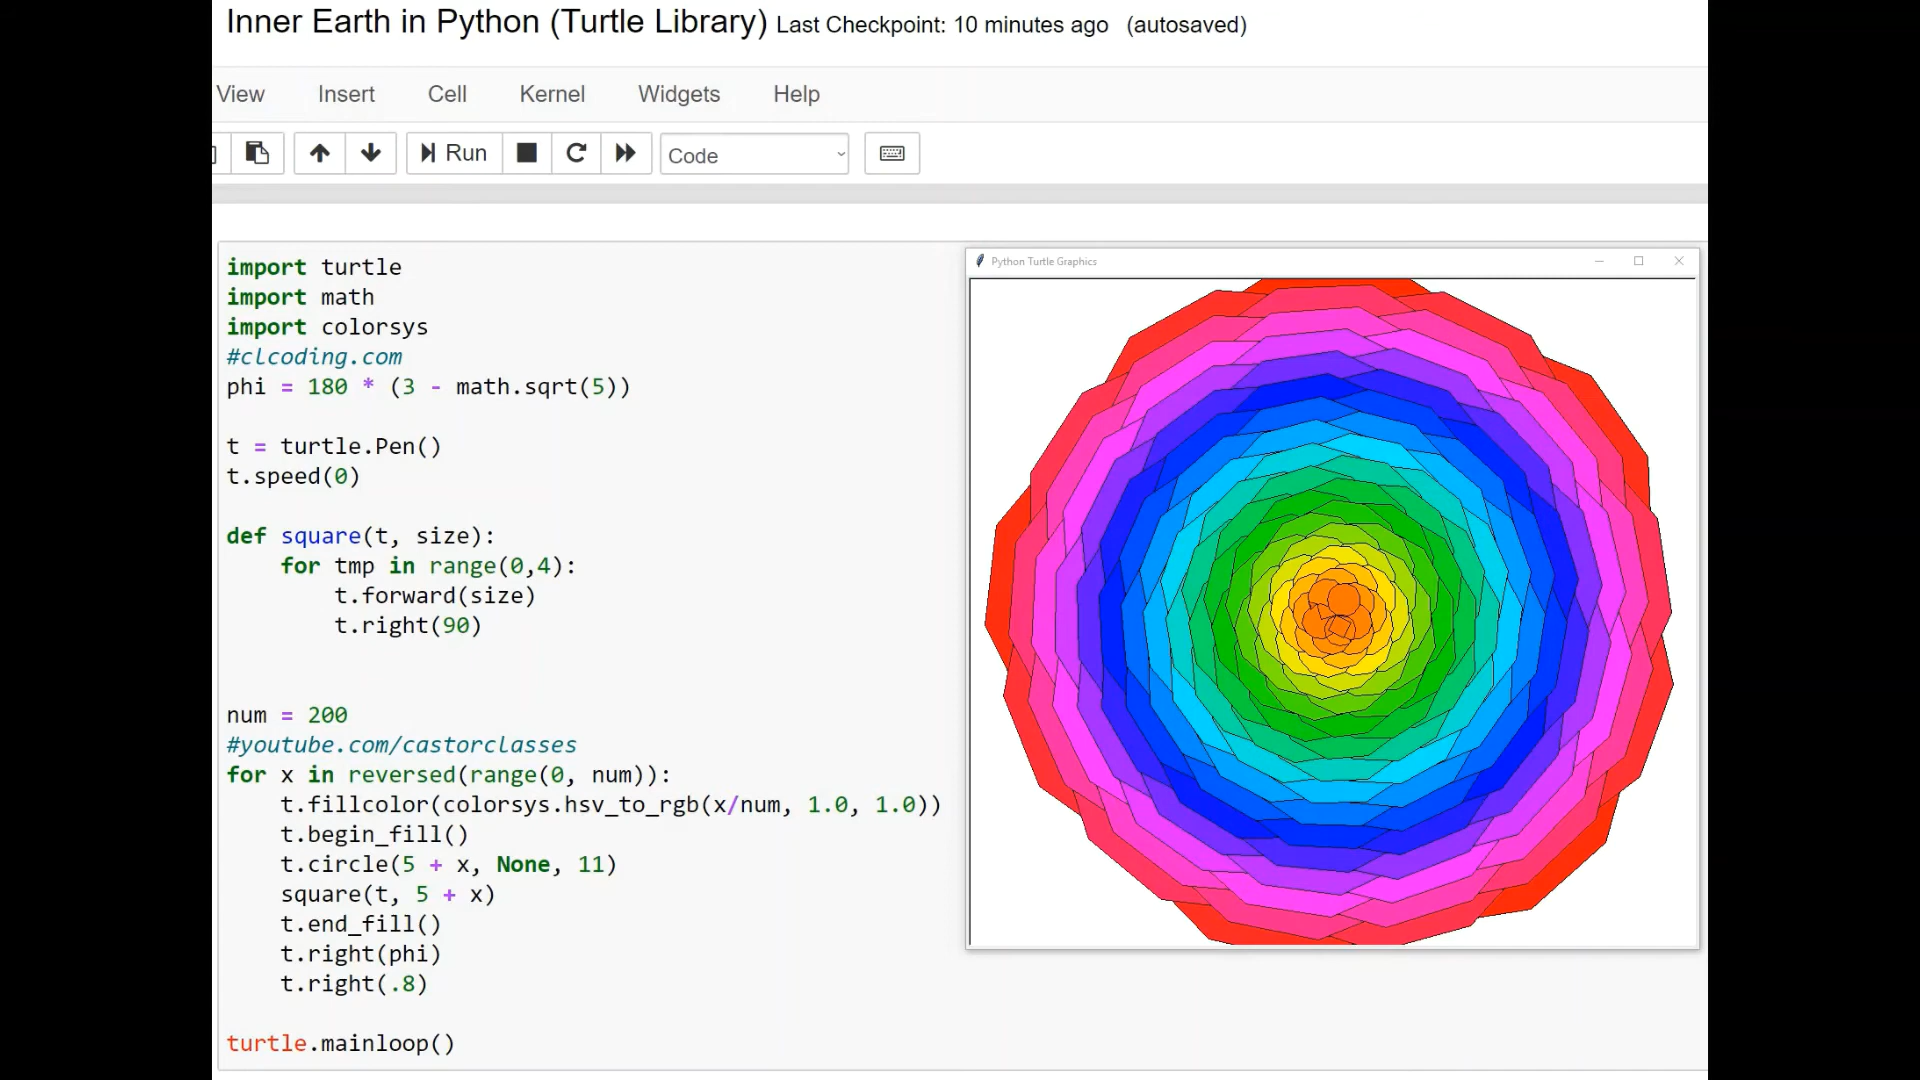 Inner Earth in Python (Turtle Library) Last Checkpoint: 10 minutes ago (autosaved)
View Insert Cell Kernel Widgets Help
Run Code
Python Turtle Graphics
import turtle
import math
import colorsys
#clcoding.com
phi = 180 * (3 - math.sqrt(5))
t = turtle.Pen()
t.speed(0)
def square(t, size):
    for tmp in range(0,4):
        t.forward(size)
        t.right(90)
num = 200
#youtube.com/castorclasses
for x in reversed(range(0, num)):
    t.fillcolor(colorsys.hsv_to_rgb(x/num, 1.0, 1.0))
    t.begin_fill()
    t.circle(5 + x, None, 11)
    square(t, 5 + x)
    t.end_fill()
    t.right(phi)
    t.right(.8)
turtle.mainloop()